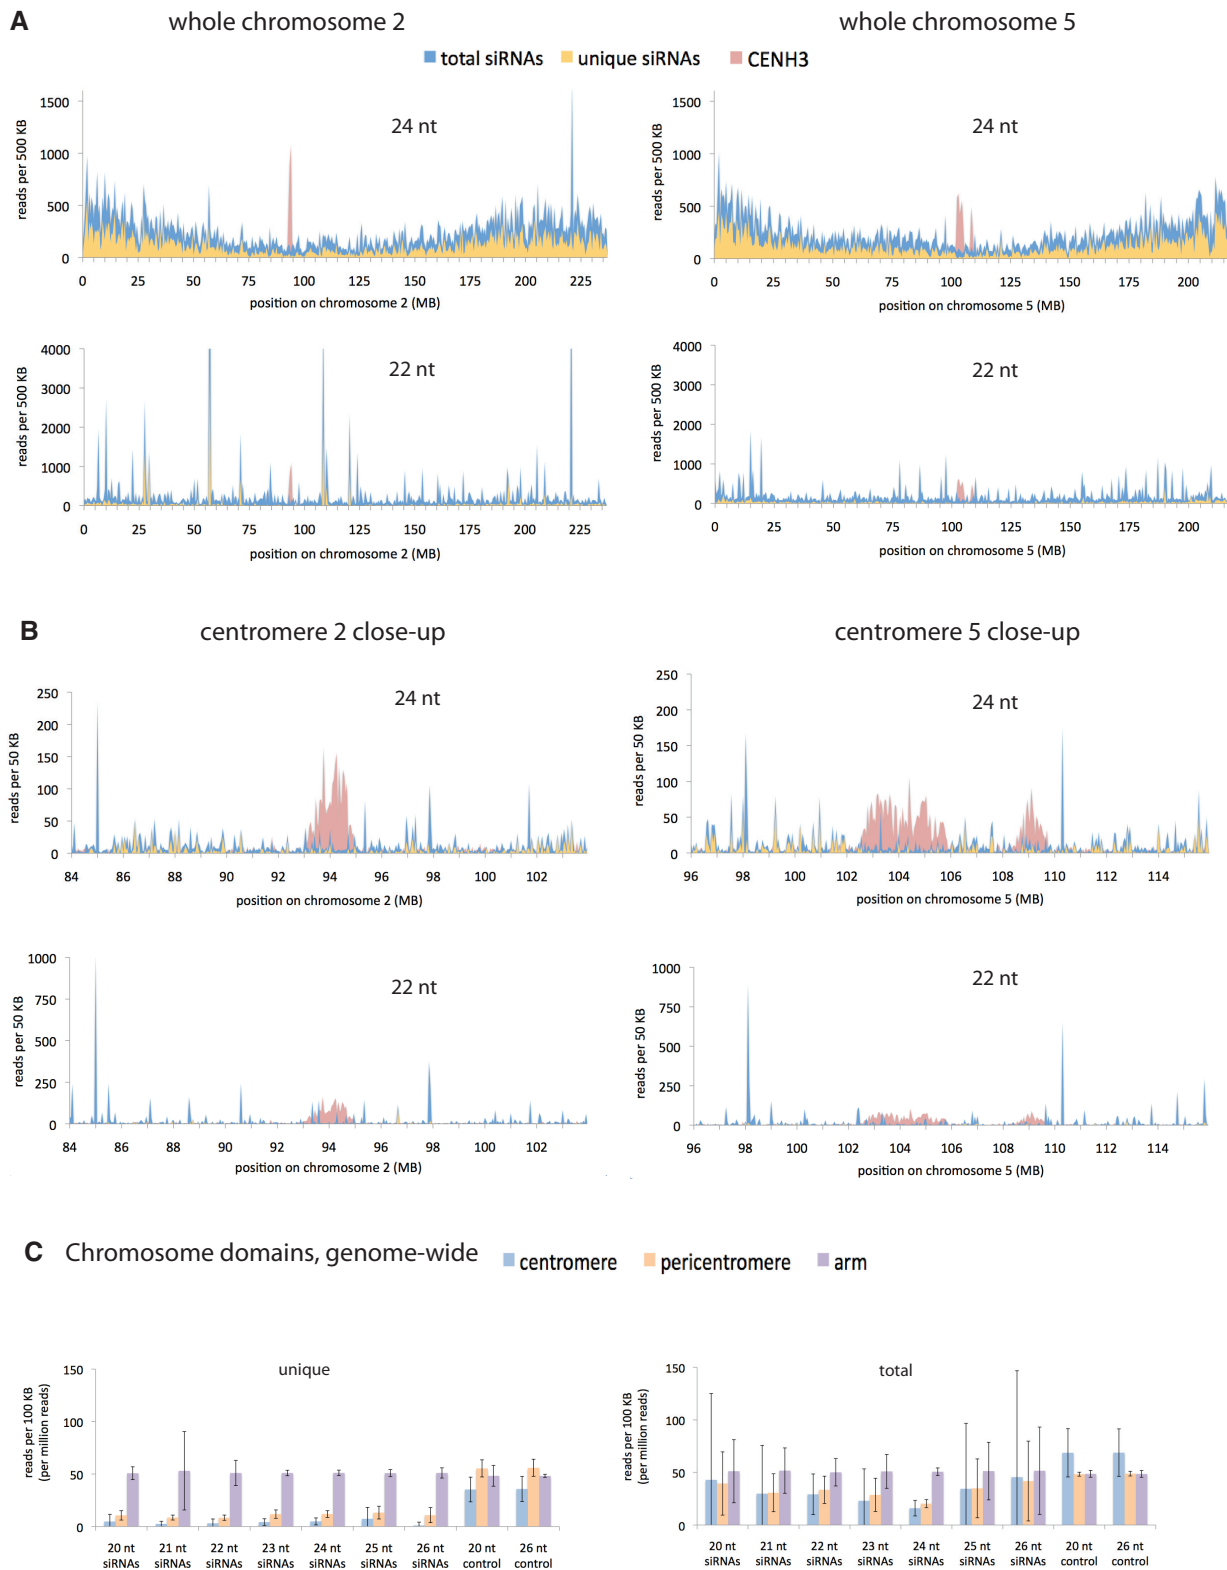 A
whole chromosome 2
whole chromosome 5
total siRNAs
unique siRNAs
CENH3
reads per 500 KB
1500
1000
500
0
24 nt
0 25 50 75 100 125 150 175 200 225
position on chromosome 2 (MB)
reads per 500 KB
1500
1000
500
0
24 nt
0 25 50 75 100 125 150 175 200
position on chromosome 5 (MB)
reads per 500 KB
4000
3000
2000
1000
0
22 nt
0 25 50 75 100 125 150 175 200 225
position on chromosome 2 (MB)
reads per 500 KB
4000
3000
2000
1000
0
22 nt
0 25 50 75 100 125 150 175 200
position on chromosome 5 (MB)
B
centromere 2 close-up
centromere 5 close-up
reads per 50 KB
250
200
150
100
50
0
24 nt
84 86 88 90 92 94 96 98 100 102
position on chromosome 2 (MB)
reads per 50 KB
250
200
150
100
50
0
24 nt
96 98 100 102 104 106 108 110 112 114
position on chromosome 5 (MB)
reads per 50 KB
1000
750
500
250
0
22 nt
84 86 88 90 92 94 96 98 100 102
position on chromosome 2 (MB)
reads per 50 KB
1000
750
500
250
0
22 nt
96 98 100 102 104 106 108 110 112 114
position on chromosome 5 (MB)
C
Chromosome domains, genome-wide
centromere
pericentromere
arm
reads per 100 KB
(per million reads)
150
100
50
0
unique
20 nt 21 nt 22 nt 23 nt 24 nt 25 nt 26 nt 20 nt 26 nt
siRNAs siRNAs siRNAs siRNAs siRNAs siRNAs siRNAs control control
reads per 100 KB
(per million reads)
150
100
50
0
total
20 nt 21 nt 22 nt 23 nt 24 nt 25 nt 26 nt 20 nt 26 nt
siRNAs siRNAs siRNAs siRNAs siRNAs siRNAs siRNAs control control